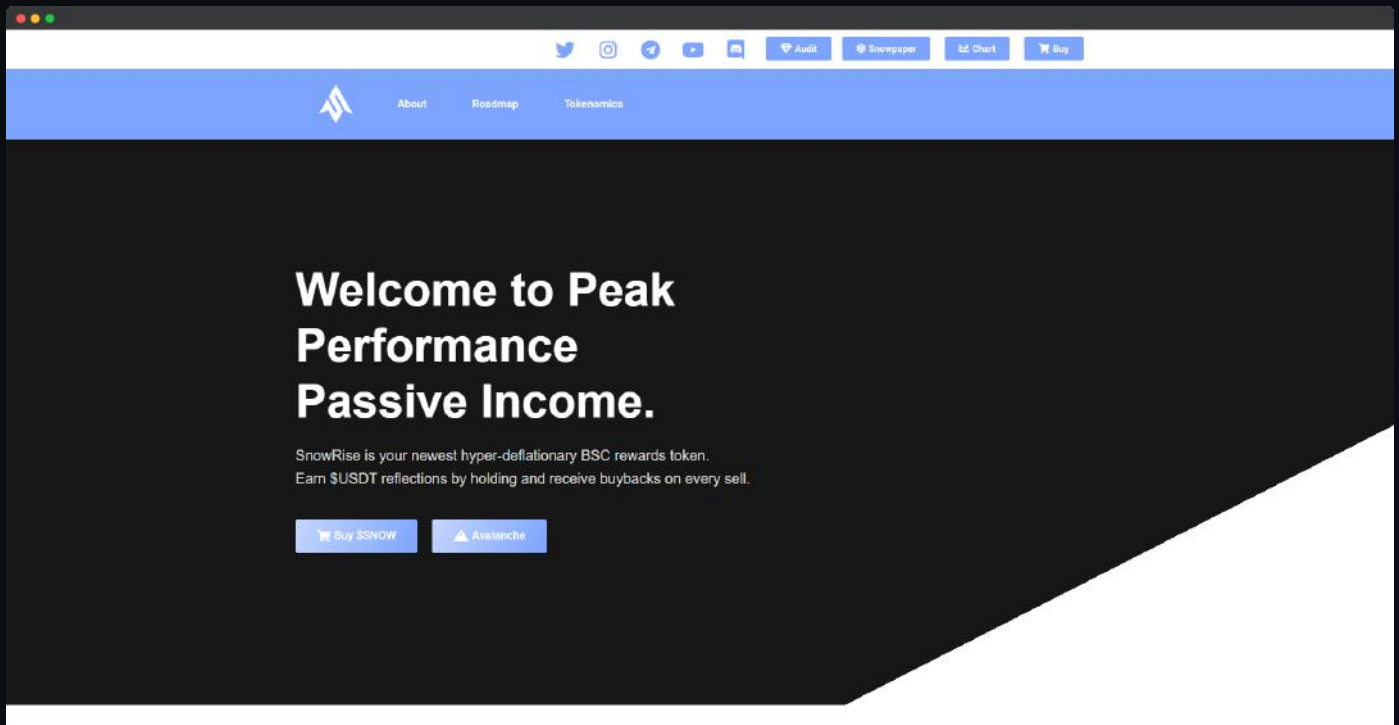 Audit Snowpaper Chart Buy
About Roadmap Tokenomics
Welcome to Peak
Performance
Passive Income.
SnowRise is your newest hyper-deflationary BSC rewards token.
Earn $USDT reflections by holding and receive buybacks on every sell.
Buy $SNOW Avalanche